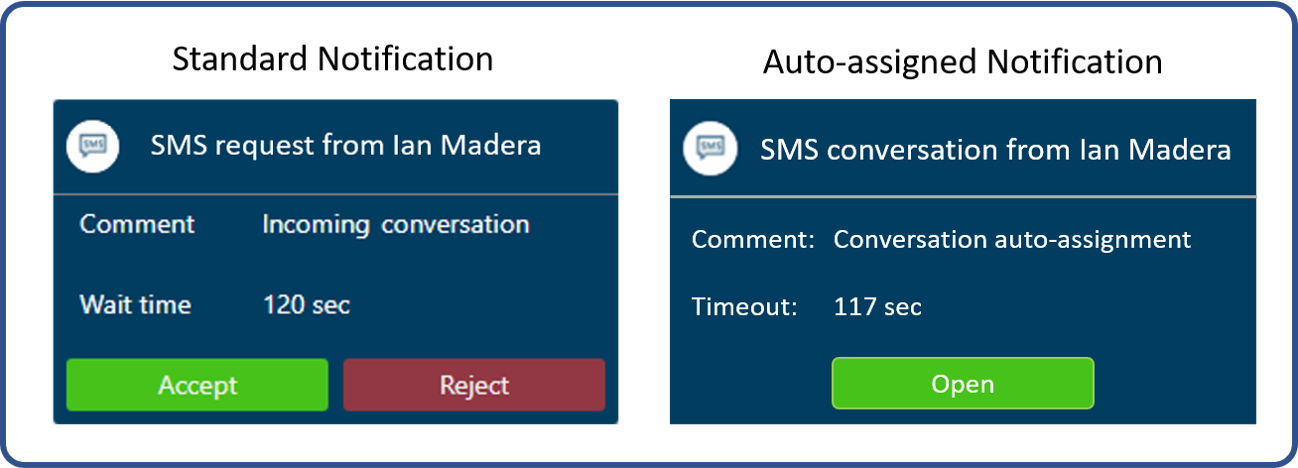 Standard Notification
SMS
SMS request from Ian Madera
Comment Incoming conversation
Wait time 120 sec
Accept Reject
Auto-assigned Notification
SMS
SMS conversation from Ian Madera
Comment: Conversation auto-assignment
Timeout: 117 sec
Open